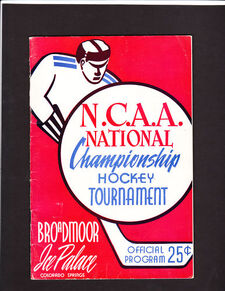 N.C.A.A.
NATIONAL
Championship
HOCKEY
TOURNAMENT
BROADMOOR
Ice Palace
COLORADO SPRINGS
OFFICIAL
PROGRAM 25¢